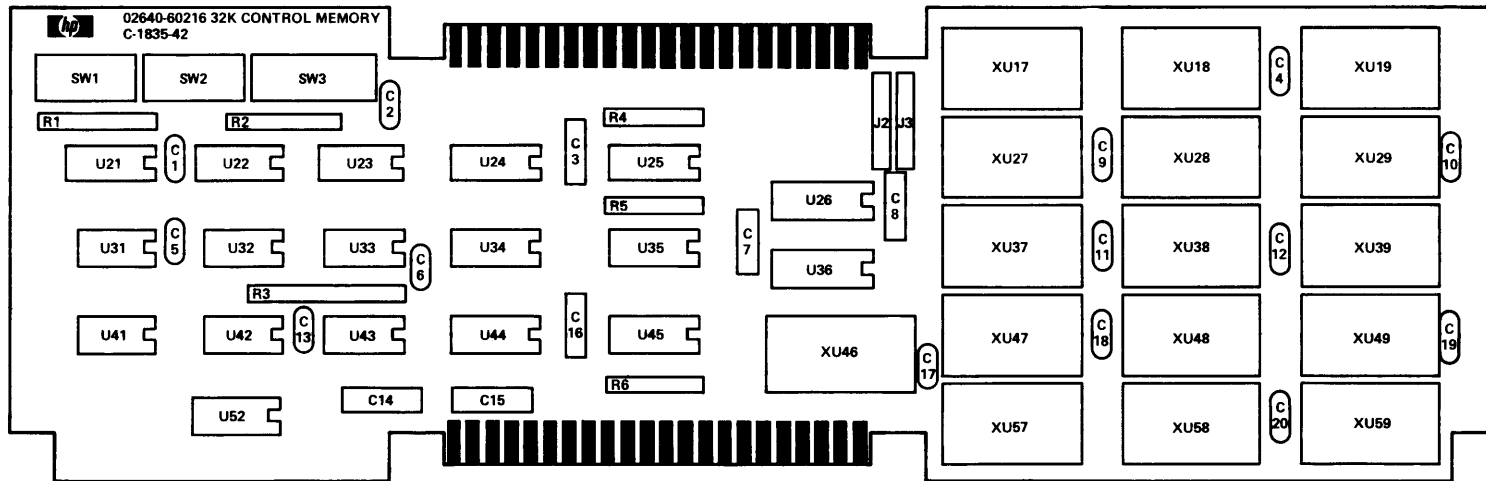 hp 02640-60216 32K CONTROL MEMORY
C-1835-42
SW1 SW2 SW3 C2
R1 R2 R4 J2 J3
XU17 XU18 C4 XU19
U21 C1 U22 U23 U24 C3 U25
XU27 C9 XU28 XU29 C10
R5 U26 C8
U31 C5 U32 U33 C6 U34 U35 C7 U36
XU37 C11 XU38 C12 XU39
R3
U41 U42 C13 U43 U44 C16 U45 XU46 C17
XU47 C18 XU48 XU49 C19
R6
C14 C15
U52
XU57 XU58 C20 XU59